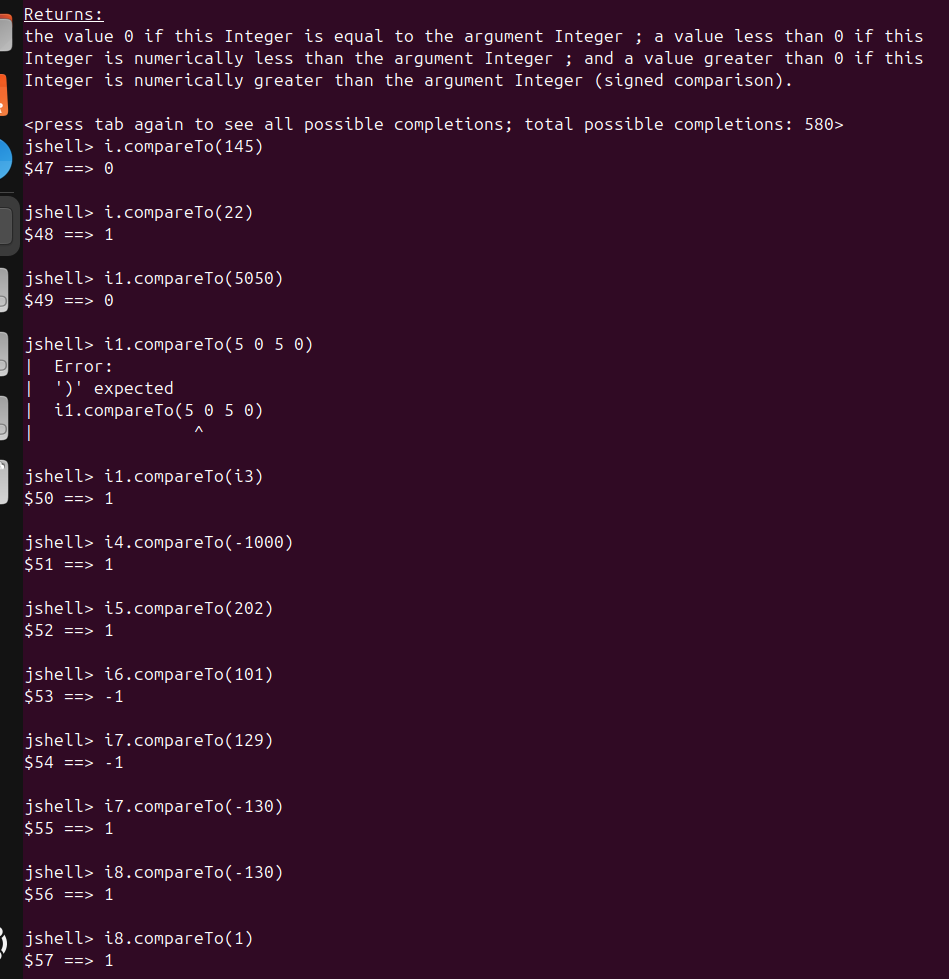 Returns:
the value 0 if this Integer is equal to the argument Integer ; a value less than 0 if this
Integer is numerically less than the argument Integer ; and a value greater than 0 if this
Integer is numerically greater than the argument Integer (signed comparison).
<press tab again to see all possible completions; total possible completions: 580>
jshell> i.compareTo(145)
$47 ==> 0
jshell> i.compareTo(22)
$48 ==> 1
jshell> i1.compareTo(5050)
$49 ==> 0
jshell> i1.compareTo(5 0 5 0)
|  Error:
|  ')' expected
|  i1.compareTo(5 0 5 0)
|                ^
jshell> i1.compareTo(i3)
$50 ==> 1
jshell> i4.compareTo(-1000)
$51 ==> 1
jshell> i5.compareTo(202)
$52 ==> 1
jshell> i6.compareTo(101)
$53 ==> -1
jshell> i7.compareTo(129)
$54 ==> -1
jshell> i7.compareTo(-130)
$55 ==> 1
jshell> i8.compareTo(-130)
$56 ==> 1
jshell> i8.compareTo(1)
$57 ==> 1